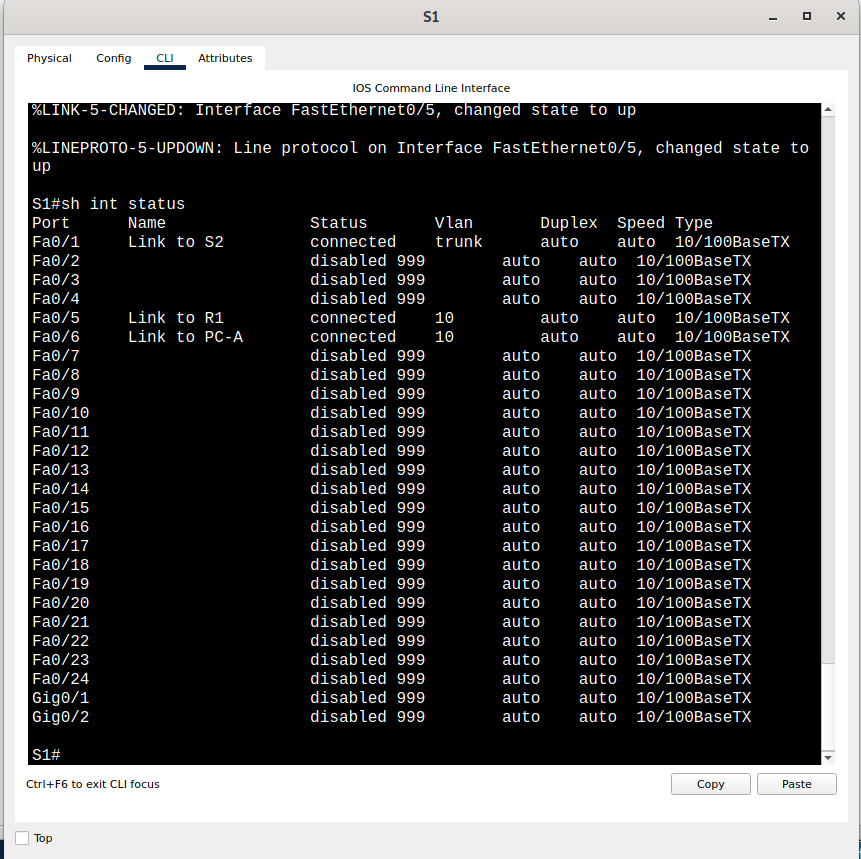 S1
Physical Config CLI Attributes
IOS Command Line Interface
%LINK-5-CHANGED: Interface FastEthernet0/5, changed state to up
%LINEPROTO-5-UPDOWN: Line protocol on Interface FastEthernet0/5, changed state to
up
S1#sh int status
Port Name Status Vlan Duplex Speed Type
Fa0/1 Link to S2 connected trunk auto auto 10/100BaseTX
Fa0/2 disabled 999 auto auto 10/100BaseTX
Fa0/3 disabled 999 auto auto 10/100BaseTX
Fa0/4 disabled 999 auto auto 10/100BaseTX
Fa0/5 Link to R1 connected 10 auto auto 10/100BaseTX
Fa0/6 Link to PC-A connected 10 auto auto 10/100BaseTX
Fa0/7 disabled 999 auto auto 10/100BaseTX
Fa0/8 disabled 999 auto auto 10/100BaseTX
Fa0/9 disabled 999 auto auto 10/100BaseTX
Fa0/10 disabled 999 auto auto 10/100BaseTX
Fa0/11 disabled 999 auto auto 10/100BaseTX
Fa0/12 disabled 999 auto auto 10/100BaseTX
Fa0/13 disabled 999 auto auto 10/100BaseTX
Fa0/14 disabled 999 auto auto 10/100BaseTX
Fa0/15 disabled 999 auto auto 10/100BaseTX
Fa0/16 disabled 999 auto auto 10/100BaseTX
Fa0/17 disabled 999 auto auto 10/100BaseTX
Fa0/18 disabled 999 auto auto 10/100BaseTX
Fa0/19 disabled 999 auto auto 10/100BaseTX
Fa0/20 disabled 999 auto auto 10/100BaseTX
Fa0/21 disabled 999 auto auto 10/100BaseTX
Fa0/22 disabled 999 auto auto 10/100BaseTX
Fa0/23 disabled 999 auto auto 10/100BaseTX
Fa0/24 disabled 999 auto auto 10/100BaseTX
Gig0/1 disabled 999 auto auto 10/100BaseTX
Gig0/2 disabled 999 auto auto 10/100BaseTX
S1#
Ctrl+F6 to exit CLI focus Copy Paste
Top